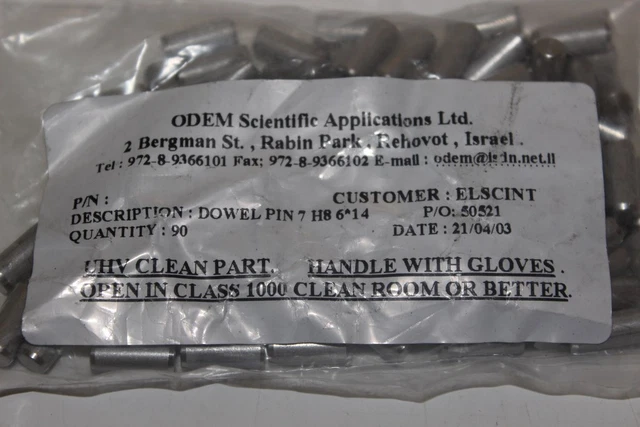 ODEM Scientific Applications Ltd.
2 Bergman St. , Rabin Park , Rehovot , Israel .
Tel : 972-8-9366101 Fax; 972-8-9366102 E-mail :
P/N : CUSTOMER : ELSCINT
DESCRIPTION : DOWEL PIN 7 H8 6*14 P/O: 50521
QUANTITY : 90 DATE : 21/04/03
UHV CLEAN PART. HANDLE WITH GLOVES .
OPEN IN CLASS 1000 CLEAN ROOM OR BETTER.